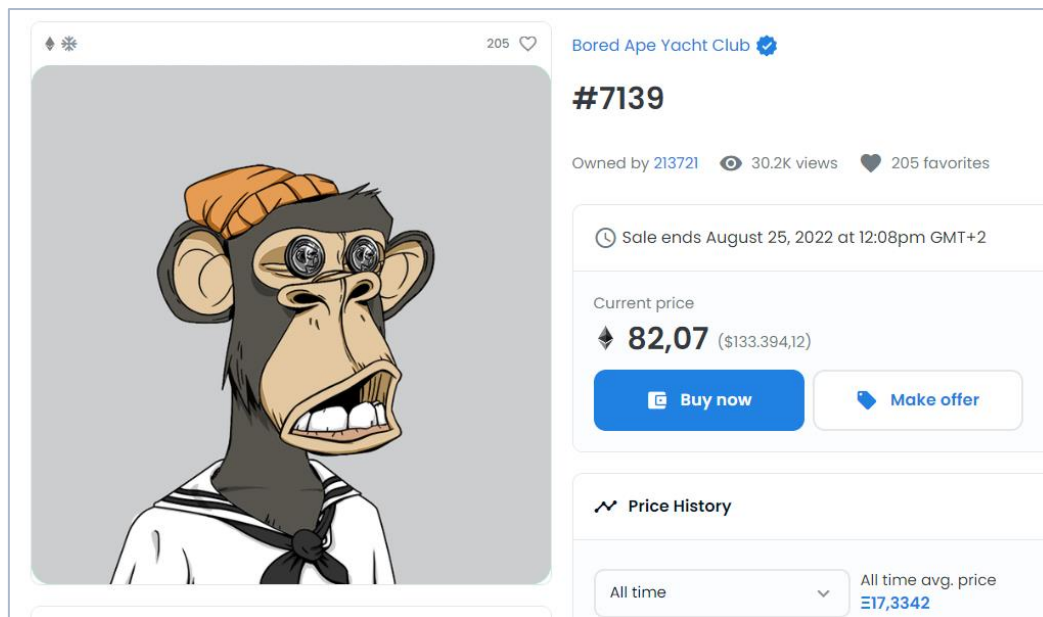 205
Bored Ape Yacht Club
#7139
Owned by 213721 30.2K views 205 favorites
Sale ends August 25, 2022 at 12:08pm GMT+2
Current price
82,07 ($133.394,12)
Buy now Make offer
Price History
All time
All time avg. price
Ξ17,3342